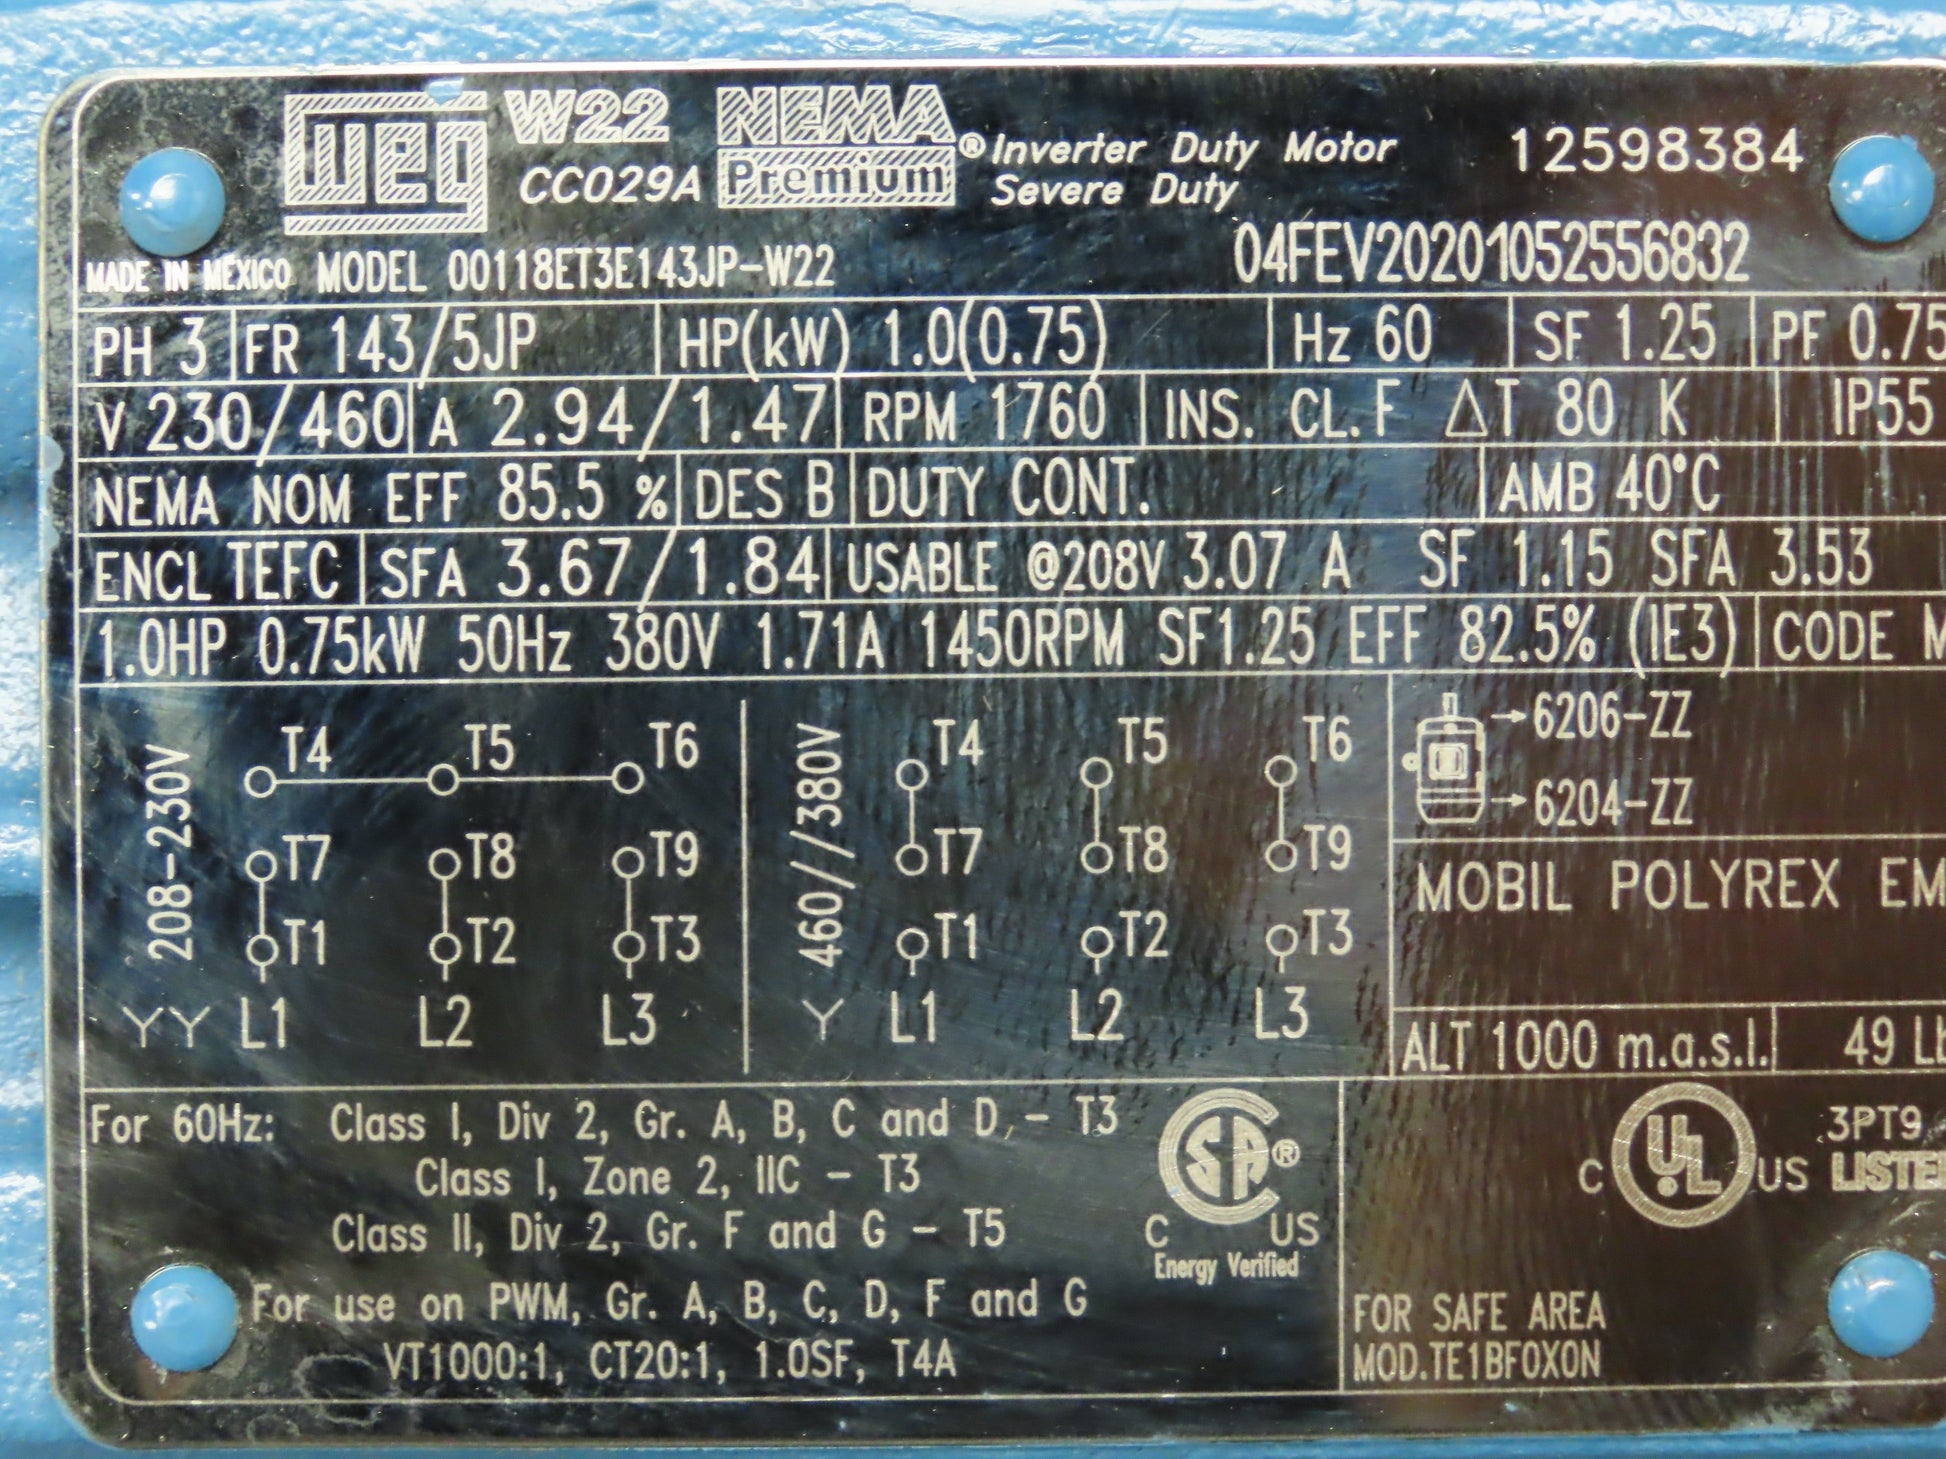 WEG W22 NEMA
CC029A Premium ® Inverter Duty Motor 12598384
Severe Duty
MADE IN MEXICO MODEL 00118ET3E143JP-W22 04FEV20201052556832
PH 3 FR 143/5JP HP(kW) 1.0(0.75) Hz 60 SF 1.25 PF 0.75
V 230/460 A 2.94/1.47 RPM 1760 INS. CL. F ΔT 80 K IP55
NEMA NOM EFF 85.5 % DES B DUTY CONT. AMB 40°C
ENCL TEFC SFA 3.67/1.84 USABLE @208V 3.07 A SF 1.15 SFA 3.53
1.0HP 0.75kW 50Hz 380V 1.71A 1450RPM SF1.25 EFF 82.5% (IE3) CODE M
208-230V
T4 T5 T6
T7 T8 T9
T1 T2 T3
YY L1 L2 L3
460//380V
T4 T5 T6
T7 T8 T9
T1 T2 T3
Y L1 L2 L3
6206-ZZ
6204-ZZ
MOBIL POLYREX EM
ALT 1000 m.a.s.l. 49 Lb
For 60Hz: Class I, Div 2, Gr. A, B, C and D, - T3
Class I, Zone 2, IIC - T3
Class II, Div 2, Gr. F and G - T5
For use on PWM, Gr. A, B, C, D, F and G
VT1000:1, CT20:1, 1.0SF, T4A
SA ®
C US
Energy Verified
C UL US 3PT9
LISTE
FOR SAFE AREA
MOD.TE1BF0X0N